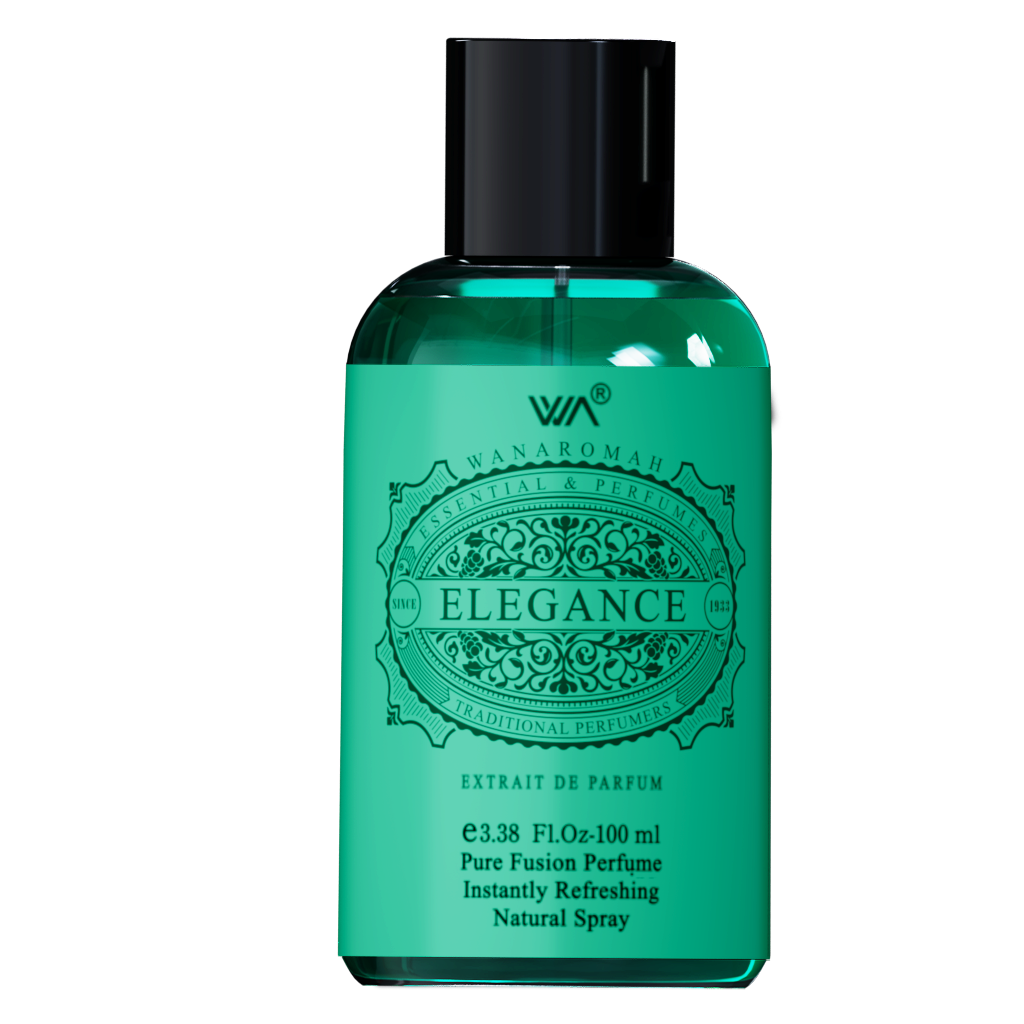 WA®
WANAROMAH
ESSENTIAL & PERFUMES
SINCE
ELEGANCE
1933
TRADITIONAL PERFUMERS
EXTRAIT DE PARFUM
e3.38 Fl.Oz-100 ml
Pure Fusion Perfume
Instantly Refreshing
Natural Spray